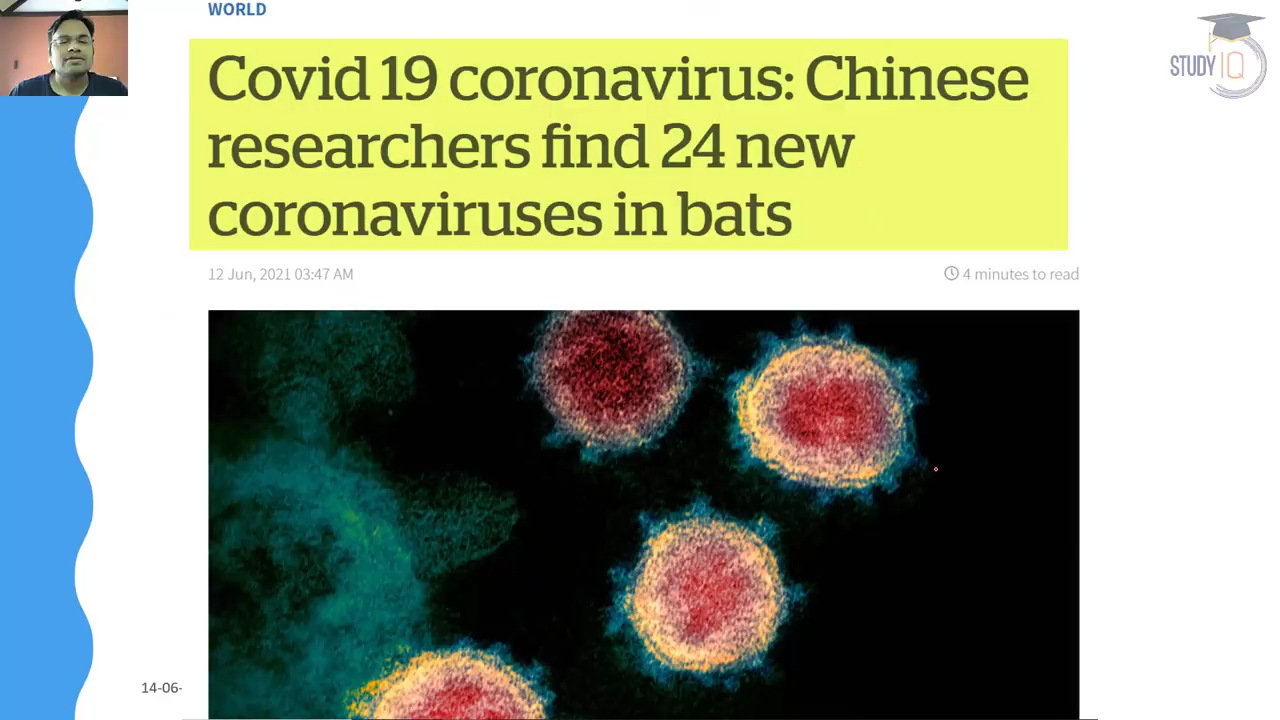 WORLD
Covid 19 coronavirus: Chinese
researchers find 24 new
coronaviruses in bats
12 Jun, 2021 03:47 AM
4 minutes to read
STUDY IQ
14-06-